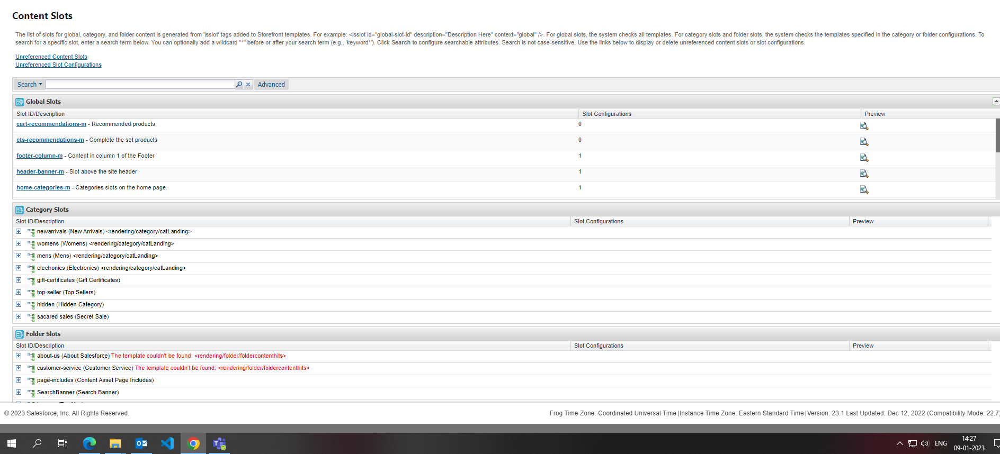 Content Slots
The list of slots for global, category, and folder content is generated from 'isslot' tags added to Storefront templates. For example: <isslot id="global-slot-id" description="Description Here" context="global" />. For global slots, the system checks all templates. For category slots and folder slots, the system checks the templates specified in the category or folder configurations. To
search for a specific slot, enter a search term below. You can optionally add a wildcard "*" before or after your search term (e.g., 'keyword*'). Click Search to configure searchable attributes. Search is not case-sensitive. Use the links below to display or delete unreferenced content slots or slot configurations.
Unreferenced Content Slots
Unreferenced Slot Configurations
Search Advanced
Global Slots
Slot ID/Description Slot Configurations Preview
cart-recommendations-m - Recommended products 0
cts-recommendations-m - Complete the set products 0
footer-column-m - Content in column 1 of the Footer 1
header-banner-m - Slot above the site header 1
home-categories-m - Categories slots on the home page. 1
Category Slots
Slot ID/Description Slot Configurations Preview
newarrivals (New Arrivals) <rendering/category/catLanding>
womens (Womens) <rendering/category/catLanding>
mens (Mens) <rendering/category/catLanding>
electronics (Electronics) <rendering/category/catLanding>
gift-certificates (Gift Certificates)
top-seller (Top Sellers)
hidden (Hidden Category)
sacared sales (Secret Sale)
Folder Slots
Slot ID/Description Slot Configurations Preview
about-us (About Salesforce) The template couldn't be found: <rendering/folder/foldercontenthits>
customer-service (Customer Service) The template couldn't be found: <rendering/folder/foldercontenthits>
page-includes (Content Asset Page Includes)
SearchBanner (Search Banner)
© 2023 Salesforce, Inc. All Rights Reserved. Frog Time Zone: Coordinated Universal Time | Instance Time Zone: Eastern Standard Time | Version: 23.1 Last Updated: Dec 12, 2022 (Compatibility Mode: 22.7)
ENG 14:27
09-01-2023